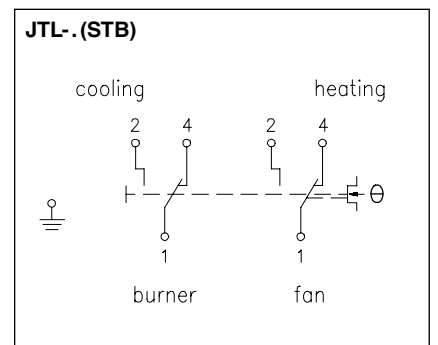 JTL-.(STB)
cooling heating
2 4 2 4
θ
1 1
burner fan